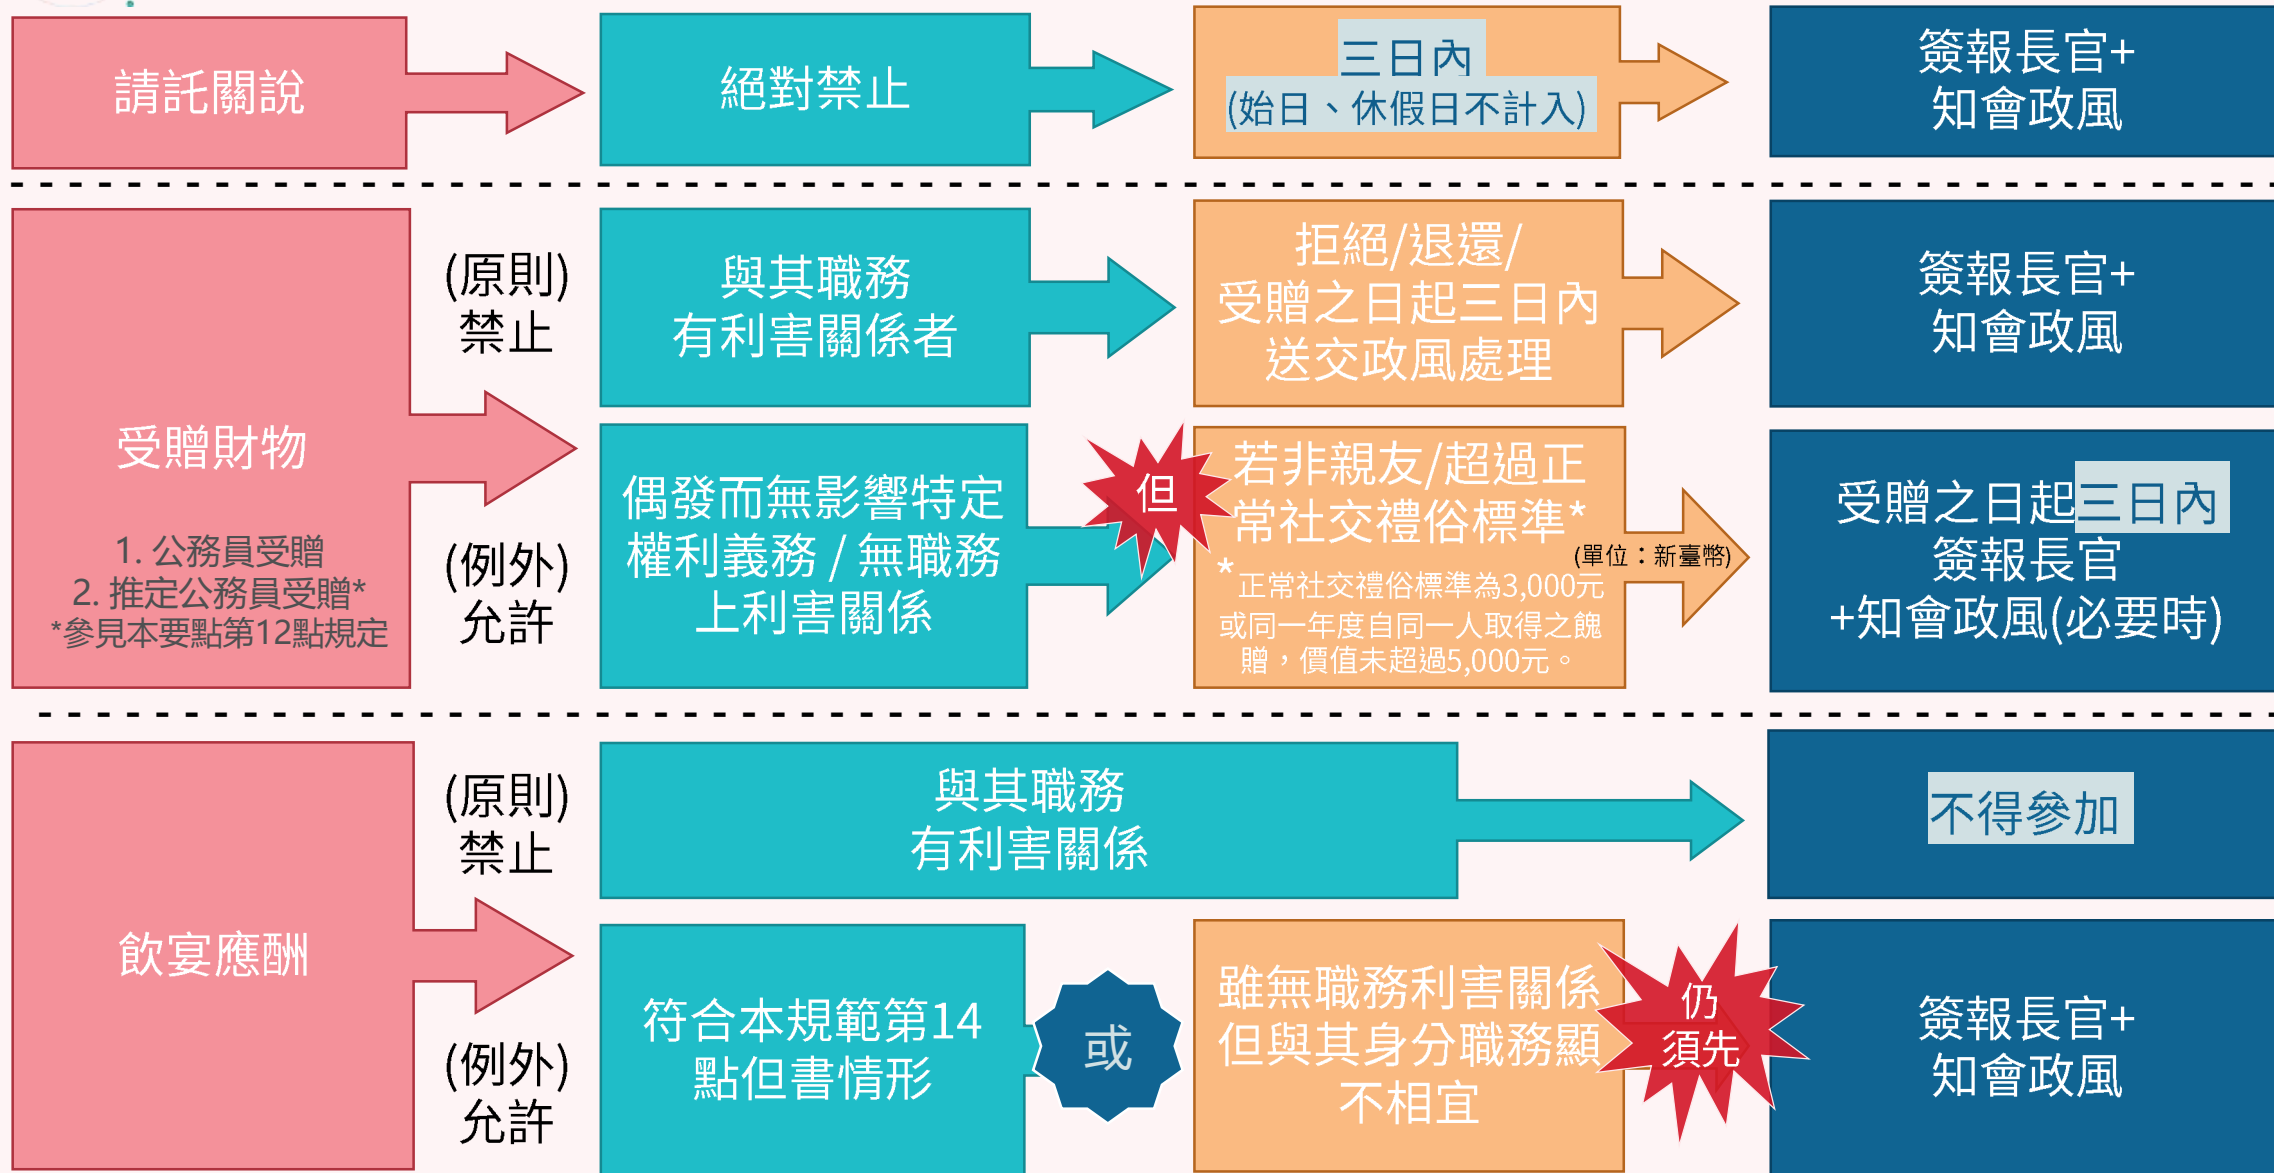 請託關說
絕對禁止
三日內
(始日、休假日不計入)
簽報長官+
知會政風
受贈財物
1. 公務員受贈
2. 推定公務員受贈*
*參見本要點第12點規定
(原則)
禁止
與其職務
有利害關係者
拒絕/退還/
受贈之日起三日內
送交政風處理
簽報長官+
知會政風
(例外)
允許
偶發而無影響特定
權利義務 / 無職務
上利害關係
但
若非親友/超過正
常社交禮俗標準*
*正常社交禮俗標準為3,000元
或同一年度自同一人取得之餽
贈，價值未超過5,000元。
(單位：新臺幣)
受贈之日起三日內
簽報長官
+知會政風(必要時)
飲宴應酬
(原則)
禁止
與其職務
有利害關係
不得參加
(例外)
允許
符合本規範第14
點但書情形
或
雖無職務利害關係
但與其身分職務顯
不相宜
仍
須先
簽報長官+
知會政風